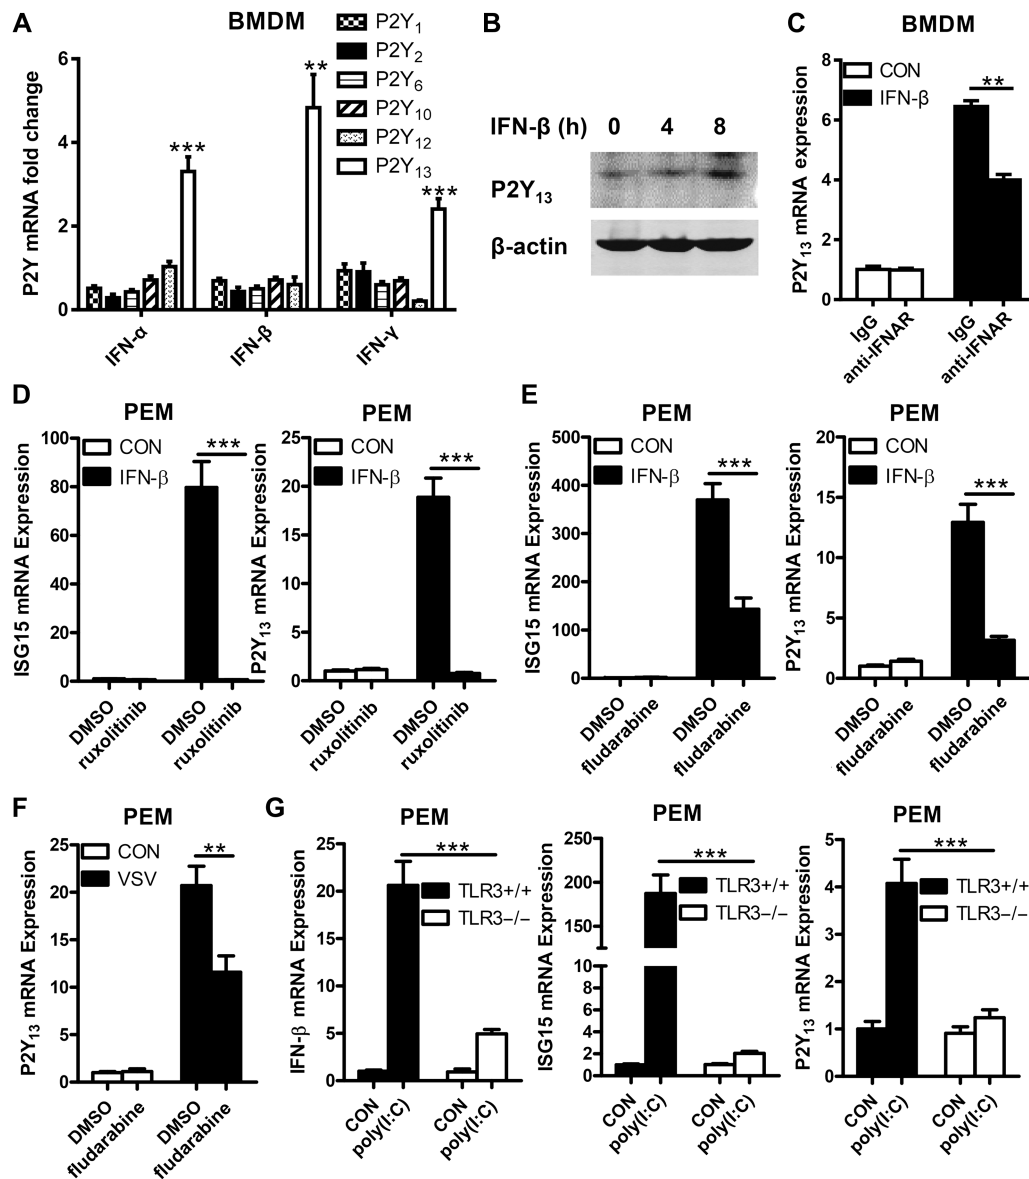 A
BMDM
P2Y mRNA fold change
6
4
2
0
P2Y1
P2Y2
P2Y6
P2Y10
P2Y12
P2Y13
***
**
***
IFN-α
IFN-β
IFN-γ
B
IFN-β (h) 0 4 8
P2Y13
β-actin
C
BMDM
P2Y13 mRNA expression
8
6
4
2
0
CON
IFN-β
**
IgG
anti-IFNAR
IgG
anti-IFNAR
D
PEM
ISG15 mRNA Expression
100
80
60
40
20
0
CON
IFN-β
***
DMSO
ruxolitinib
DMSO
ruxolitinib
PEM
P2Y13 mRNA Expression
25
20
15
10
5
0
CON
IFN-β
***
DMSO
ruxolitinib
DMSO
ruxolitinib
E
PEM
ISG15 mRNA Expression
500
400
300
200
100
0
CON
IFN-β
***
DMSO
fludarabine
DMSO
fludarabine
PEM
P2Y13 mRNA Expression
20
15
10
5
0
CON
IFN-β
***
DMSO
fludarabine
DMSO
fludarabine
F
PEM
P2Y13 mRNA Expression
25
20
15
10
5
0
CON
VSV
**
DMSO
fludarabine
DMSO
fludarabine
G
PEM
IFN-β mRNA Expression
25
20
15
10
5
0
***
TLR3+/+
TLR3−/−
CON
poly(I:C)
CON
poly(I:C)
PEM
ISG15 mRNA Expression
250
200
150
10
8
6
4
2
0
***
TLR3+/+
TLR3−/−
CON
poly(I:C)
CON
poly(I:C)
PEM
P2Y13 mRNA Expression
5
4
3
2
1
0
***
TLR3+/+
TLR3−/−
CON
poly(I:C)
CON
poly(I:C)